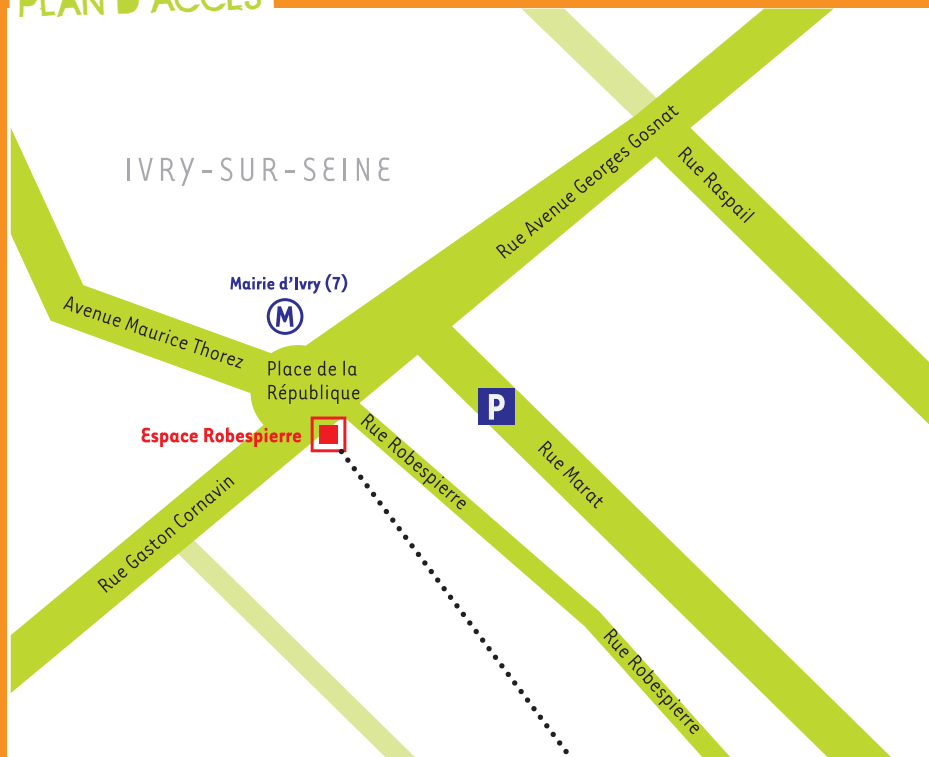 PLAN D'ACCÈS
IVRY-SUR-SEINE
Rue Avenue Georges Gosnat
Rue Raspail
Mairie d'Ivry (7)
M
Avenue Maurice Thorez
Place de la
République
P
Espace Robespierre
Rue Robespierre
Rue Marat
Rue Gaston Cornavin
Rue Robespierre